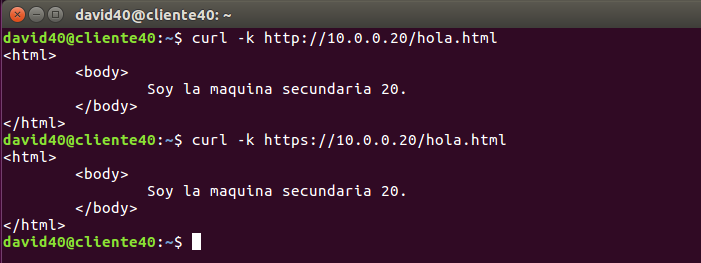 david40@cliente40: ~
david40@cliente40:~$ curl -k http://10.0.0.20/hola.html
<html>
        <body>
                Soy la maquina secundaria 20.
        </body>
</html>
david40@cliente40:~$ curl -k https://10.0.0.20/hola.html
<html>
        <body>
                Soy la maquina secundaria 20.
        </body>
</html>
david40@cliente40:~$